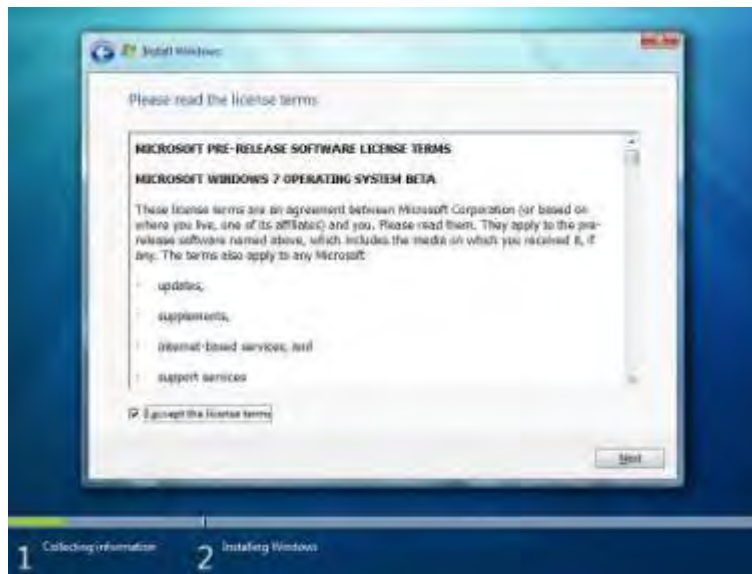 Install Windows
Please read the license terms
MICROSOFT PRE-RELEASE SOFTWARE LICENSE TERMS
MICROSOFT WINDOWS 7 OPERATING SYSTEM BETA
These license terms are an agreement between Microsoft Corporation (or based on
where you live, one of its affiliates) and you. Please read them. They apply to the pre-
release software named above, which includes the media on which you received it, if
any. The terms also apply to any Microsoft
· updates,
· supplements,
· internet-based services, and
· support services
I accept the license terms
Next
1 Collecting information
2 Installing Windows